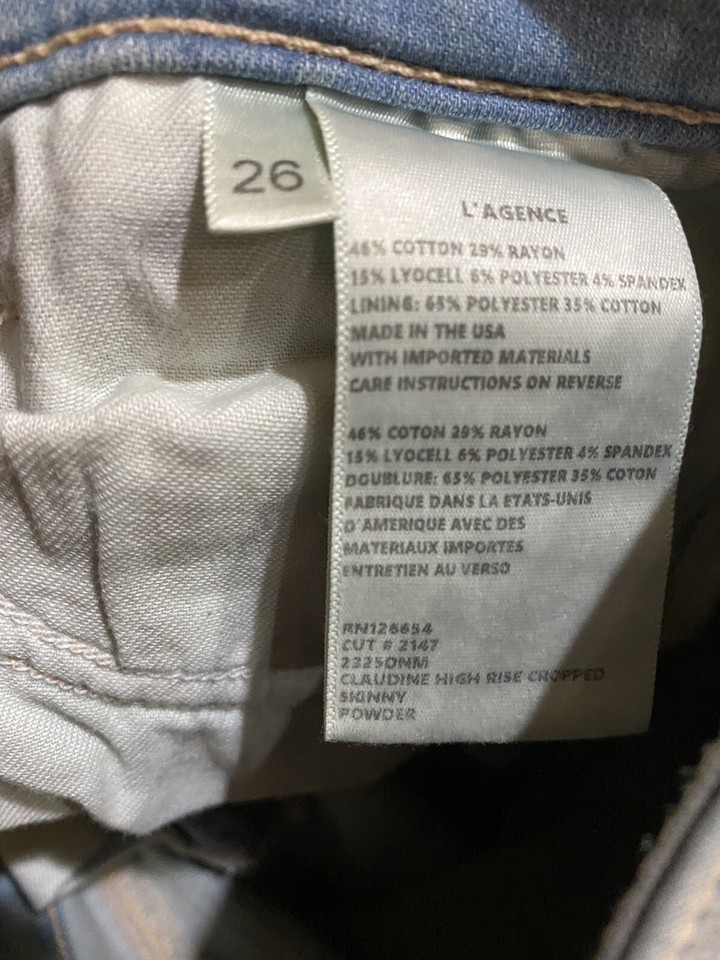 26
L'AGENCE
46% COTTON 29% RAYON
15% LYOCELL 6% POLYESTER 4% SPANDEX
LINING: 65% POLYESTER 35% COTTON
MADE IN THE USA
WITH IMPORTED MATERIALS
CARE INSTRUCTIONS ON REVERSE
46% COTON 29% RAYON
15% LYOCELL 6% POLYESTER 4% SPANDEX
DOUBLURE: 65% POLYESTER 35% COTON
FABRIQUE DANS LA ETATS-UNIS
D'AMERIQUE AVEC DES
MATERIAUX IMPORTES
ENTRETIEN AU VERSO
RN126654
CUT # 2147
2325DNM
CLAUDINE HIGH RISE CROPPED
SKINNY
POWDER